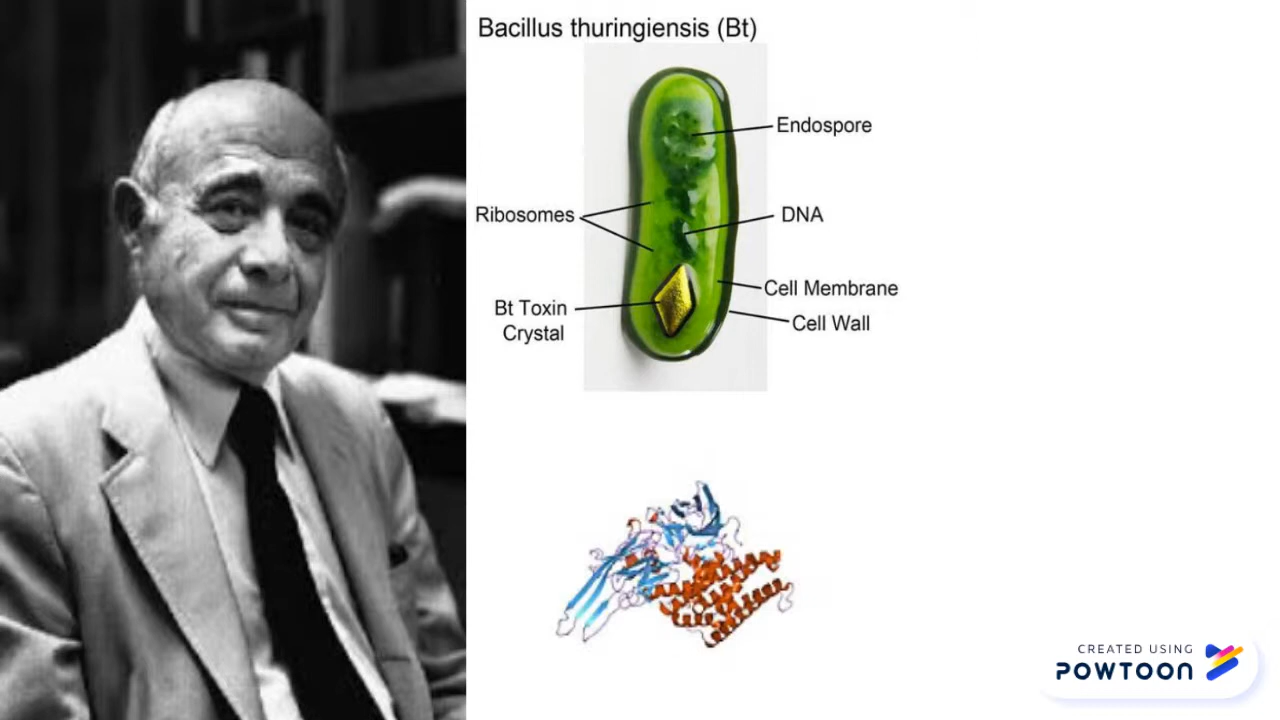 Bacillus thuringiensis (Bt)
Endospore
Ribosomes
DNA
Cell Membrane
Bt Toxin
Crystal
Cell Wall
CREATED USING
POWTOON